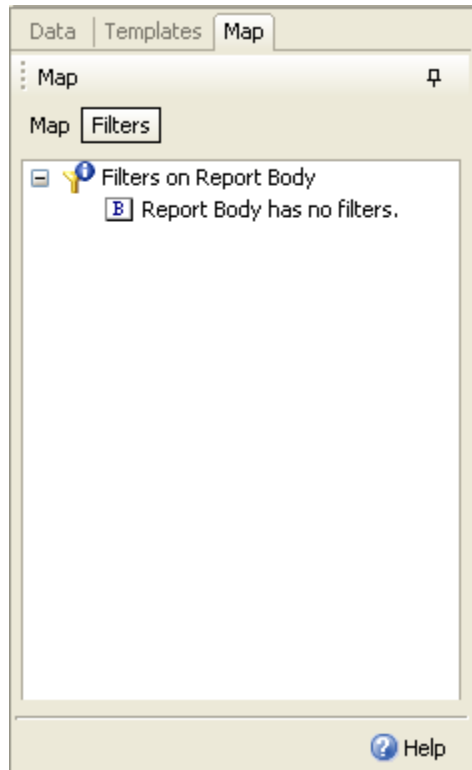 Data Templates Map
Map
Map Filters
Filters on Report Body
B Report Body has no filters.
Help